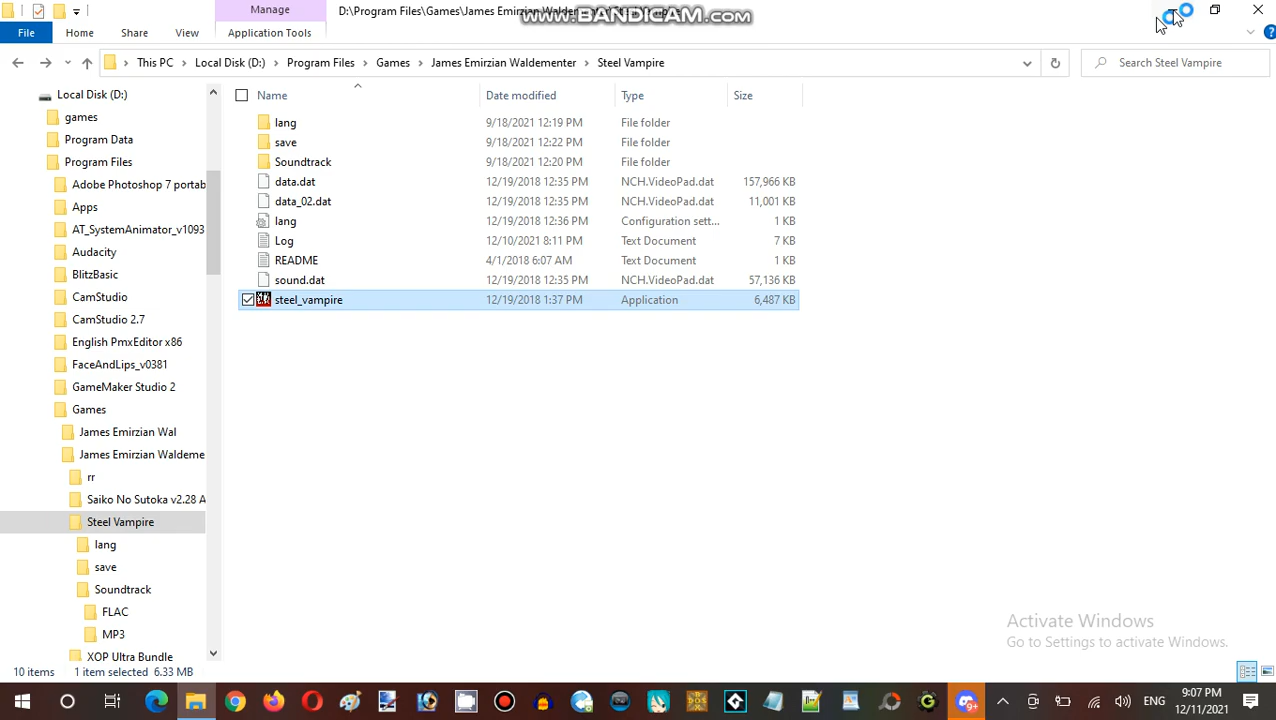 Manage
D:\Program Files\Games\James Emirzian
www.BANDICAM.com
File
Home
Share
View
Application Tools
This PC
Local Disk (D:)
Program Files
Games
James Emirzian Waldementer
Steel Vampire
Search Steel Vampire
Name
Date modified
Type
Size
lang
9/18/2021 12:19 PM
File folder
save
9/18/2021 12:22 PM
File folder
Soundtrack
9/18/2021 12:20 PM
File folder
data.dat
12/19/2018 12:35 PM
NCH.VideoPad.dat
157,966 KB
data_02.dat
12/19/2018 12:35 PM
NCH.VideoPad.dat
11,001 KB
lang
12/19/2018 12:36 PM
Configuration sett...
1 KB
Log
12/10/2021 8:11 PM
Text Document
7 KB
README
4/1/2018 6:07 AM
Text Document
1 KB
sound.dat
12/19/2018 12:35 PM
NCH.VideoPad.dat
57,136 KB
steel_vampire
12/19/2018 1:37 PM
Application
6,487 KB
Local Disk (D:)
games
Program Data
Program Files
Adobe Photoshop 7 portab
Apps
AT_SystemAnimator_v1093
Audacity
BlitzBasic
CamStudio
CamStudio 2.7
English PmxEditor x86
FaceAndLips_v0381
GameMaker Studio 2
Games
James Emirzian Wal
James Emirzian Waldeme
rr
Saiko No Sutoka v2.28 A
Steel Vampire
lang
save
Soundtrack
FLAC
MP3
XOP Ultra Bundle
Activate Windows
Go to Settings to activate Windows.
10 items
1 item selected 6.33 MB
9+
ENG
9:07 PM
12/11/2021